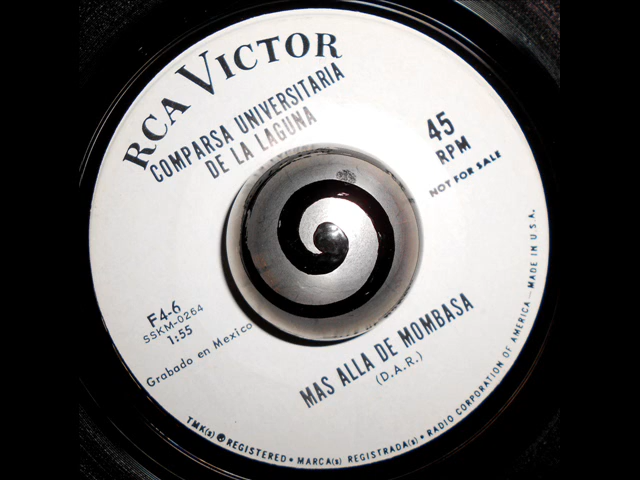 RCA VICTOR
COMPARSA UNIVERSITARIA
DE LA LAGUNA
45
RPM
NOT FOR SALE
F4-6
SSKM-0264
1:55
Grabado en Mexico
MAS ALLA DE MOMBASA
(D.A.R.)
TMK(s) ® REGISTERED • MARCA(s) REGISTRADA(s) • RADIO CORPORATION OF AMERICA — MADE IN U.S.A.